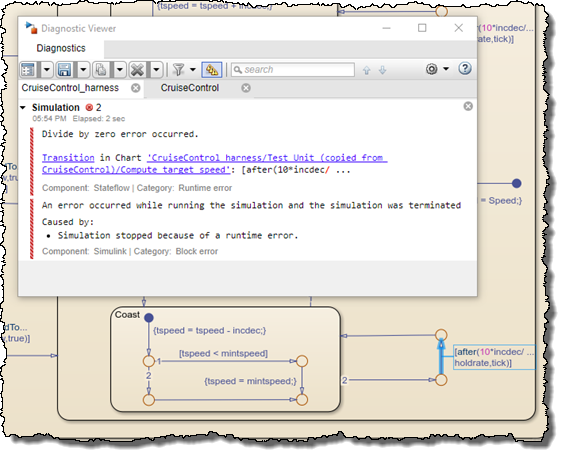 {tspeed = tspeed + incdec;}
(10*incdec/...
rate,tick)]
Diagnostic Viewer
Diagnostics
search
CruiseControl_harness
CruiseControl
Simulation 2
05:54 PM Elapsed: 2 sec
Divide by zero error occurred.
Transition in Chart 'CruiseControl_harness/Test Unit (copied from
CruiseControl)/Compute target speed': [after(10*incdec/ ...
Component: Stateflow | Category: Runtime error
An error occurred while running the simulation and the simulation was terminated
Caused by:
• Simulation stopped because of a runtime error.
Component: Simulink | Category: Block error
= Speed;}
Coast
{tspeed = tspeed - incdec;}
1
[tspeed < mintspeed]
2
{tspeed = mintspeed;}
dTo...
y,true)]
2
[after(10*incdec/ ...
holdrate,tick)]